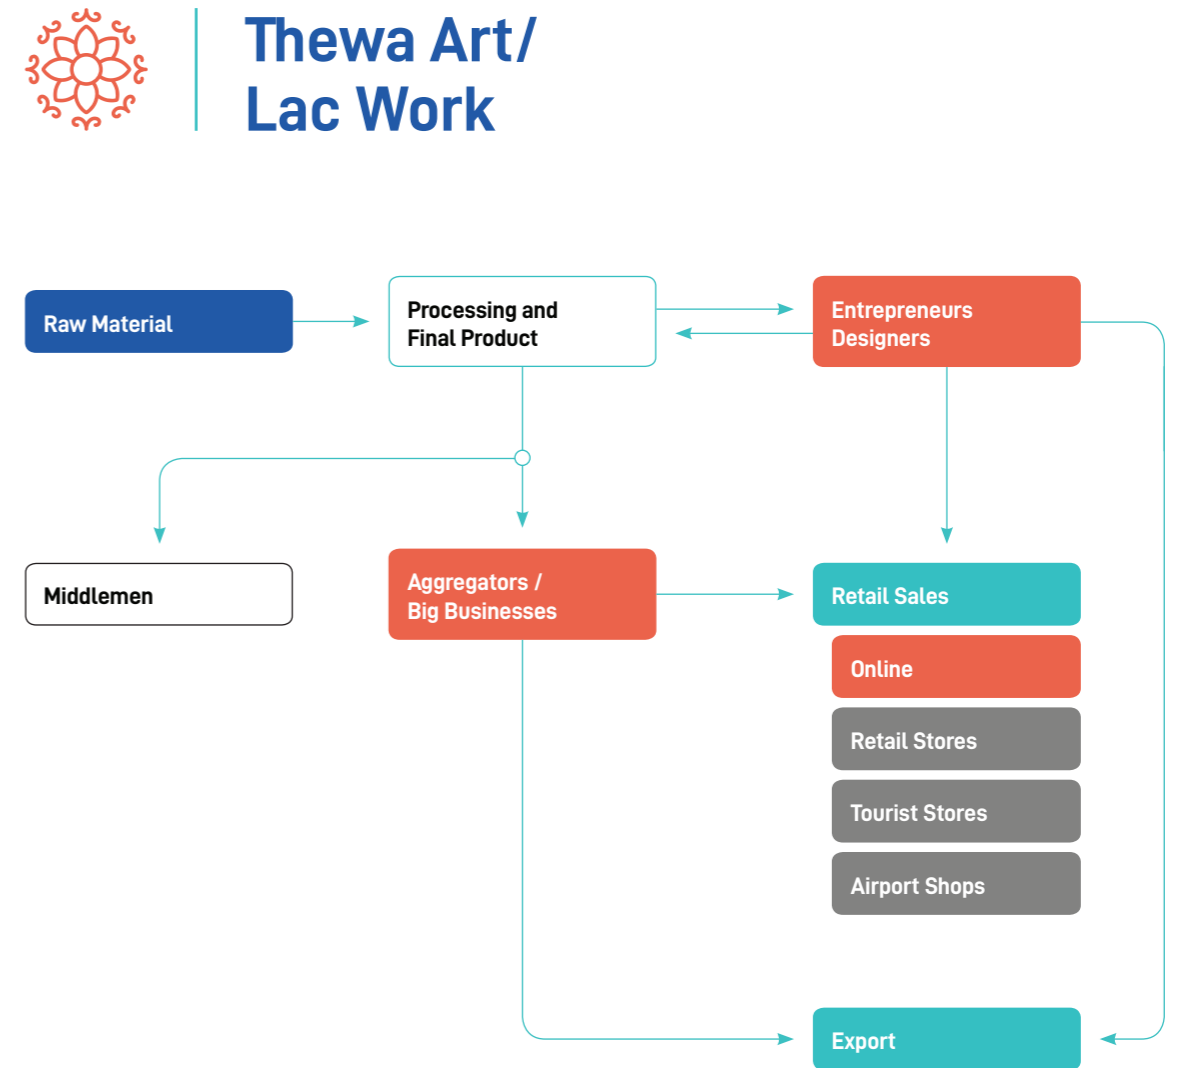 Thewa Art/
Lac Work
Raw Material
Processing and
Final Product
Entrepreneurs
Designers
Middlemen
Aggregators /
Big Businesses
Retail Sales
Online
Retail Stores
Tourist Stores
Airport Shops
Export